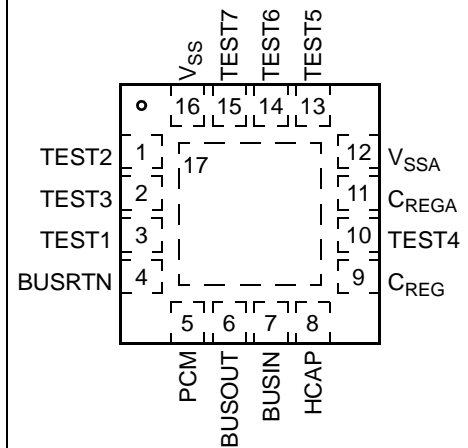 VSS
TEST7
TEST6
TEST5
16 15 14 13
TEST2 1 17 12 VSSA
TEST3 2 11 CREGA
TEST1 3 10 TEST4
BUSRTN 4 9 CREG
5 6 7 8
PCM
BUSOUT
BUSIN
HCAP